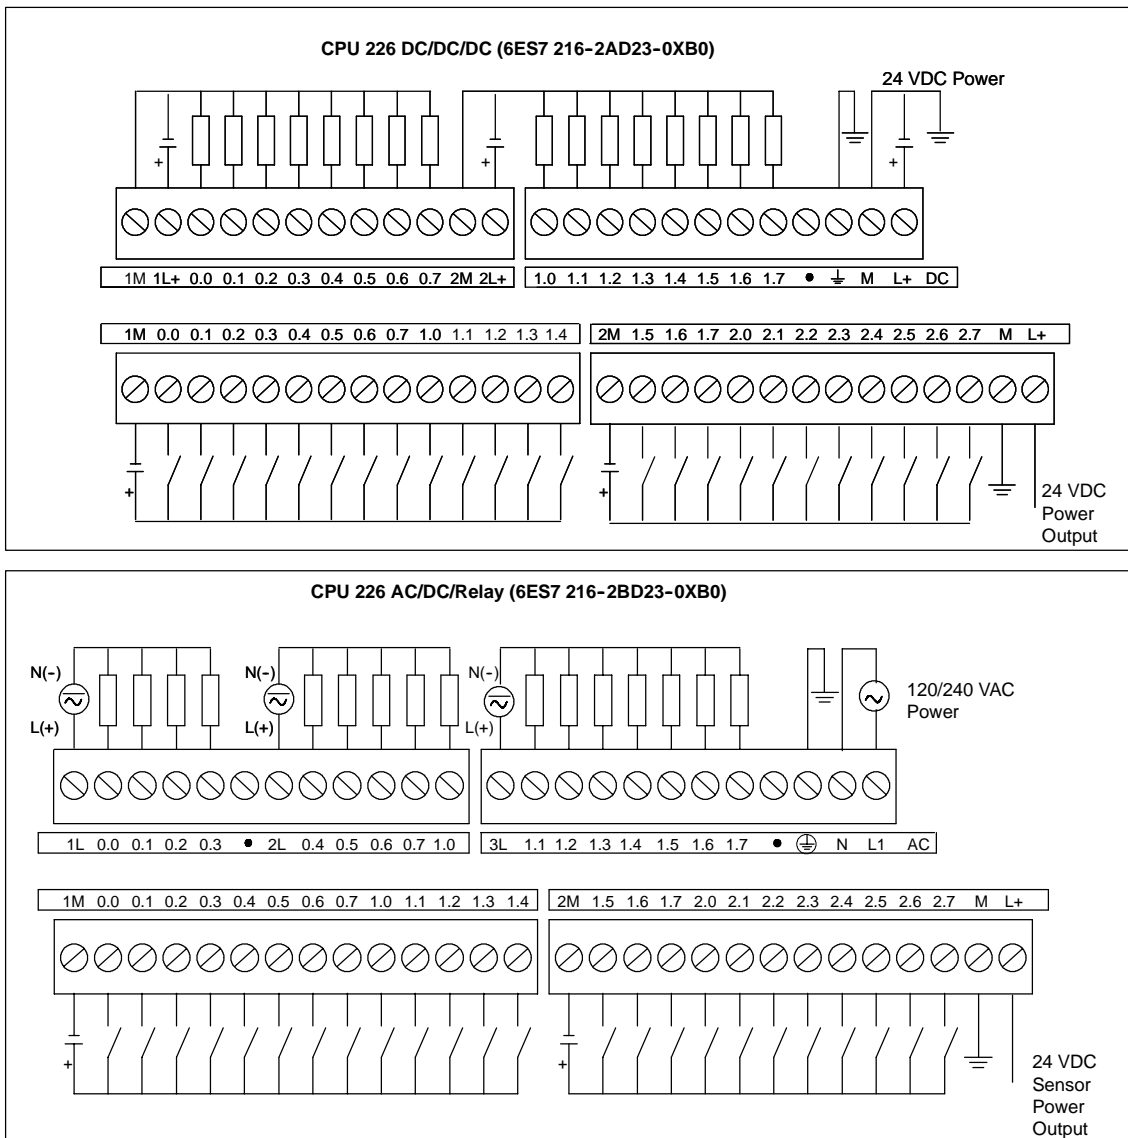 CPU 226 DC/DC/DC (6ES7 216-2AD23-0XB0)
24 VDC Power
+ + +
1M 1L+ 0.0 0.1 0.2 0.3 0.4 0.5 0.6 0.7 2M 2L+ 1.0 1.1 1.2 1.3 1.4 1.5 1.6 1.7 • ⏚ M L+ DC
1M 0.0 0.1 0.2 0.3 0.4 0.5 0.6 0.7 1.0 1.1 1.2 1.3 1.4 2M 1.5 1.6 1.7 2.0 2.1 2.2 2.3 2.4 2.5 2.6 2.7 M L+
+ +
24 VDC
Power
Output
CPU 226 AC/DC/Relay (6ES7 216-2BD23-0XB0)
N(-) N(-) N(-)
120/240 VAC
Power
L(+) L(+) L(+)
1L 0.0 0.1 0.2 0.3 • 2L 0.4 0.5 0.6 0.7 1.0 3L 1.1 1.2 1.3 1.4 1.5 1.6 1.7 • ⏚ N L1 AC
1M 0.0 0.1 0.2 0.3 0.4 0.5 0.6 0.7 1.0 1.1 1.2 1.3 1.4 2M 1.5 1.6 1.7 2.0 2.1 2.2 2.3 2.4 2.5 2.6 2.7 M L+
+ +
24 VDC
Sensor
Power
Output